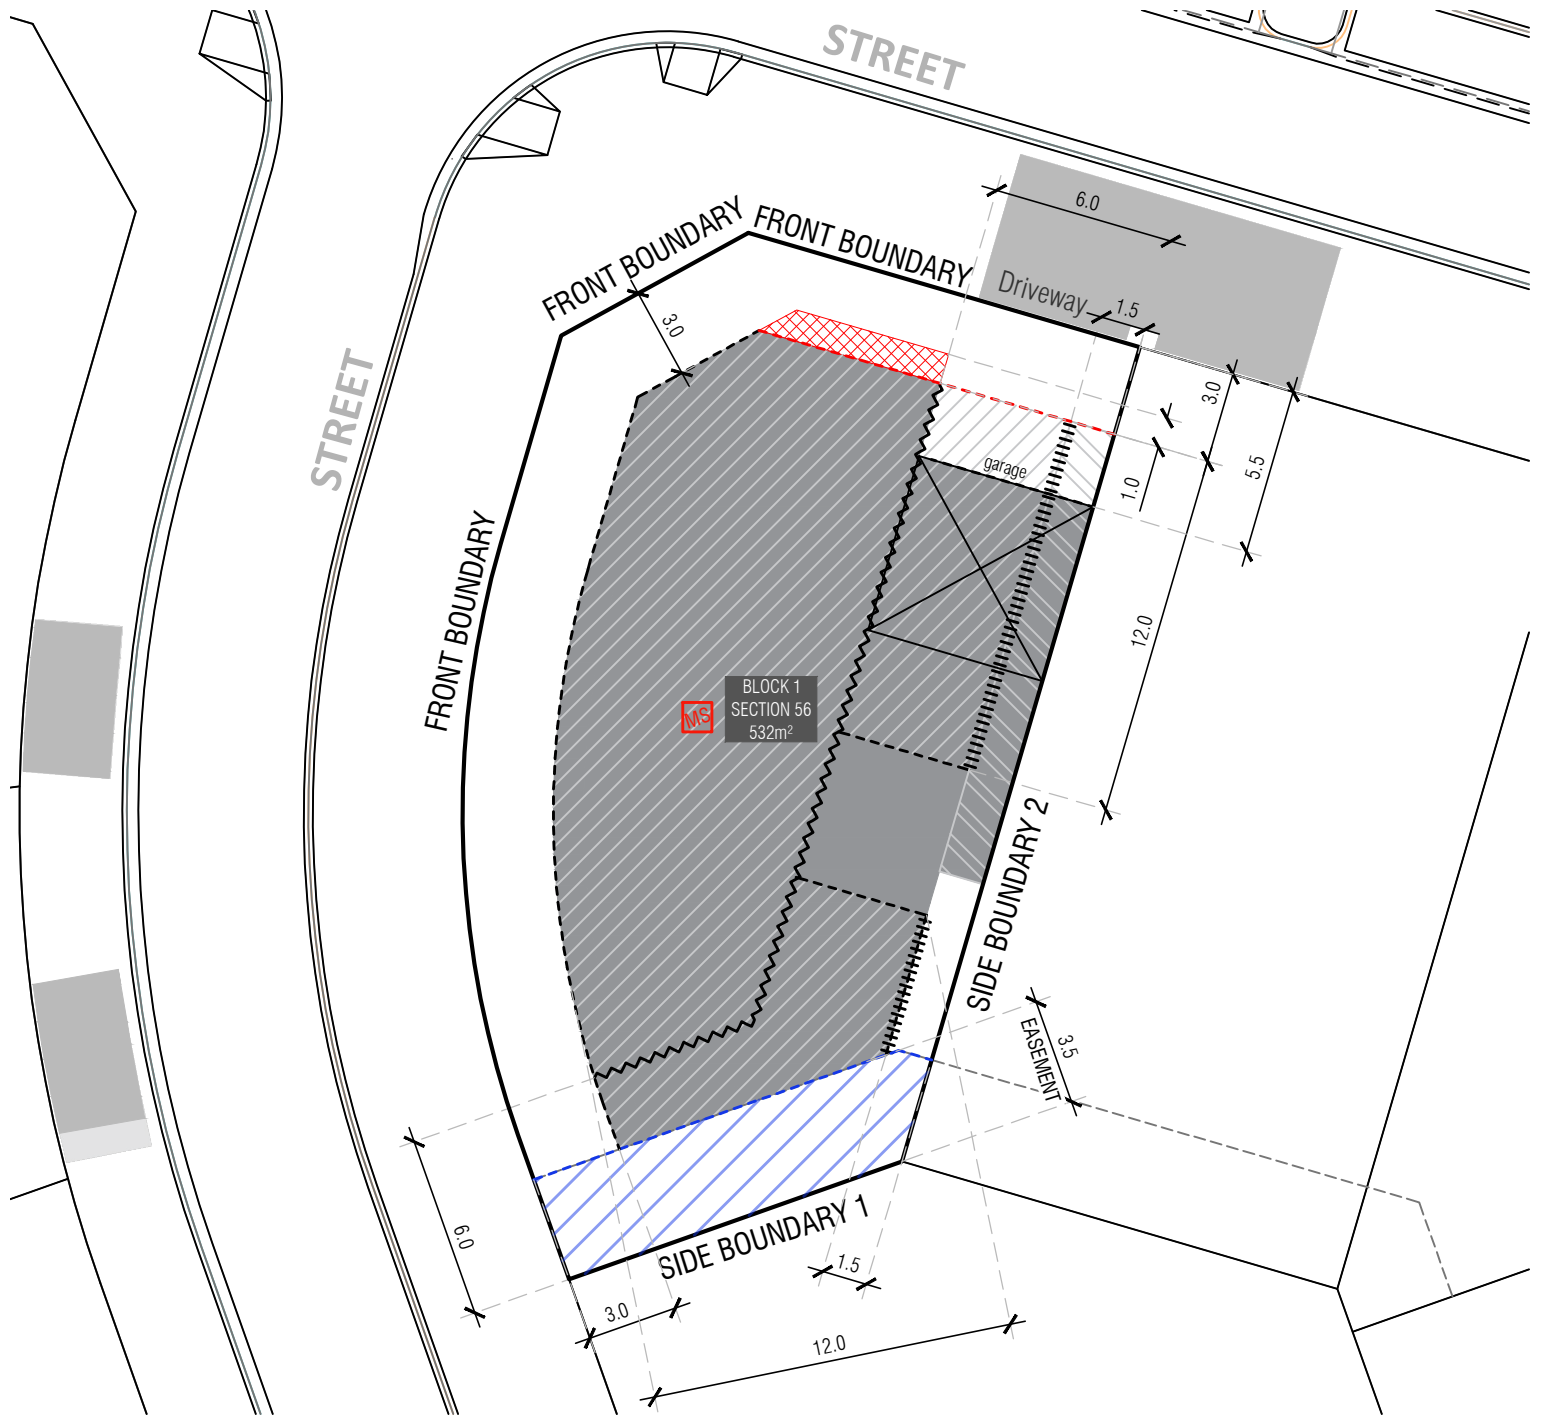 STREET
6.0
FRONT BOUNDARY
FRONT BOUNDARY
Driveway
1.5
3.0
3.0
STREET
garage
5.5
1.0
FRONT BOUNDARY
12.0
MS
BLOCK 1
SECTION 56
532m²
SIDE BOUNDARY 2
3.5
EASEMENT
6.0
SIDE BOUNDARY 1
1.5
3.0
12.0